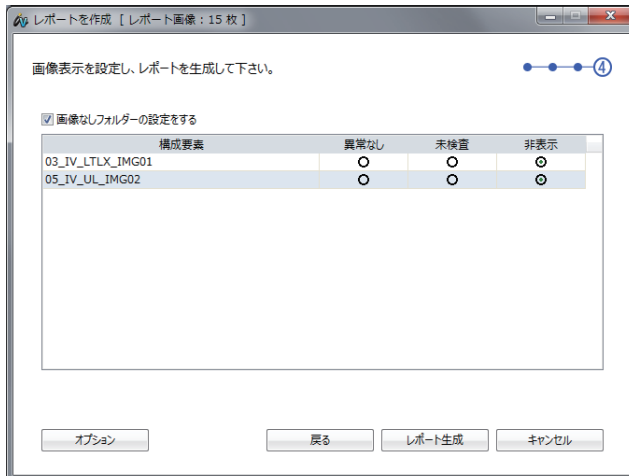 レポートを作成 [ レポート画像：15 枚 ]
画像表示を設定し、レポートを生成して下さい。
④
画像なしフォルダーの設定をする
構成要素 異常なし 未検査 非表示
03_IV_LTLX_IMG01
05_IV_UL_IMG02
オプション 戻る レポート生成 キャンセル